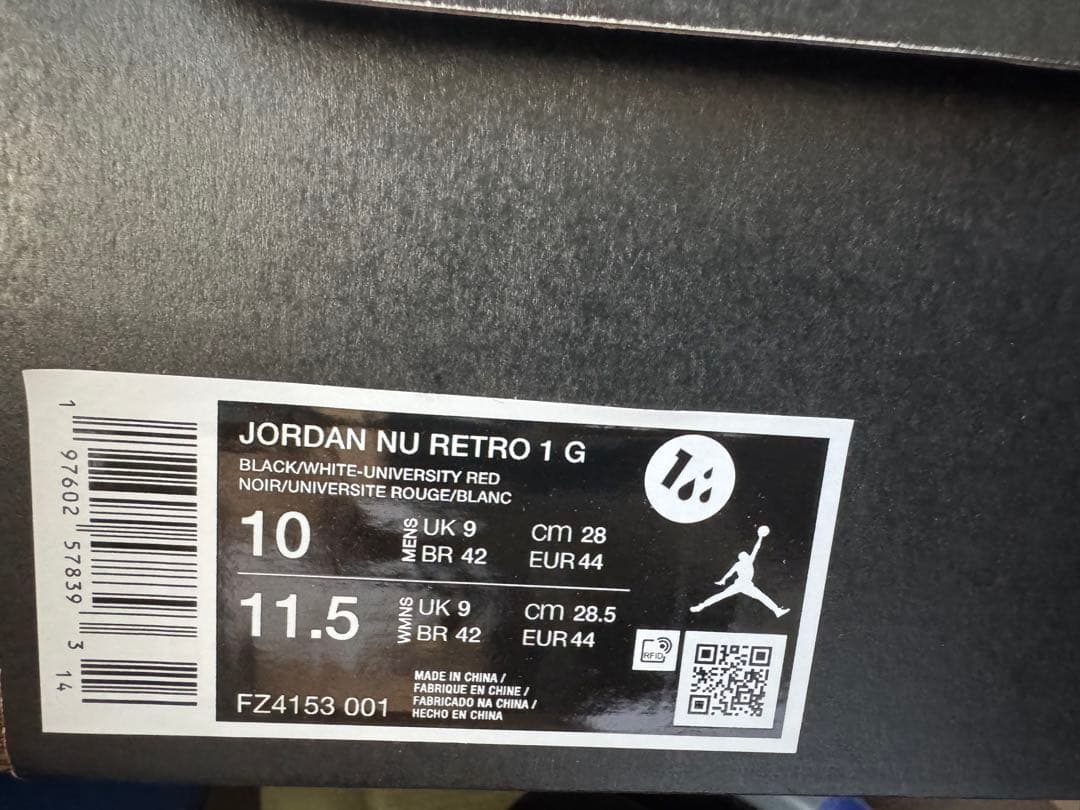 JORDAN NU RETRO 1 G
BLACK/WHITE-UNIVERSITY RED
NOIR/UNIVERSITE ROUGE/BLANC
10 MENS UK 9 cm 28
BR 42 EUR 44
11.5 WMNS UK 9 cm 28.5
BR 42 EUR 44
RFID
FZ4153 001
MADE IN CHINA /
FABRIQUE EN CHINE /
FABRICADO NA CHINA /
HECHO EN CHINA
1 97602 57839 3 14
1